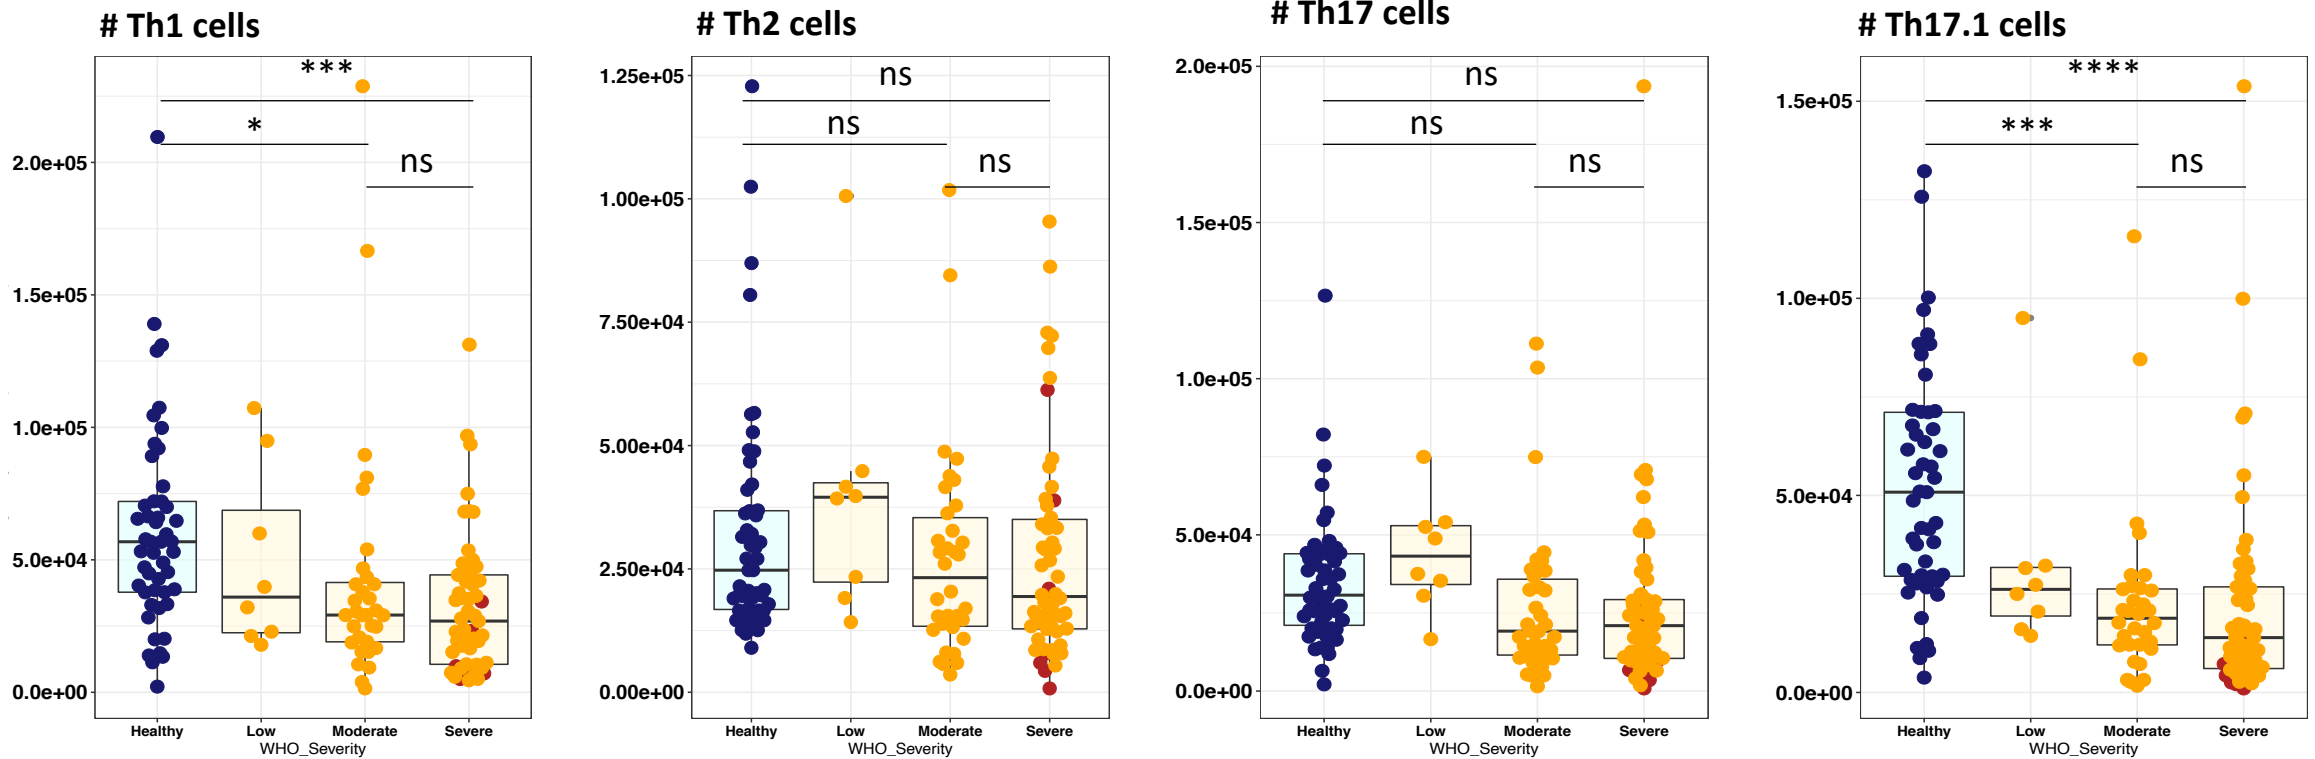 # Th1 cells
***
*
ns
2.0e+05
1.5e+05
1.0e+05
5.0e+04
0.0e+00
Healthy Low Moderate Severe
WHO_Severity
# Th2 cells
ns
ns
ns
1.25e+05
1.00e+05
7.50e+04
5.00e+04
2.50e+04
0.00e+00
Healthy Low Moderate Severe
WHO_Severity
# Th17 cells
ns
ns
ns
2.0e+05
1.5e+05
1.0e+05
5.0e+04
0.0e+00
Healthy Low Moderate Severe
WHO_Severity
# Th17.1 cells
****
***
ns
1.5e+05
1.0e+05
5.0e+04
0.0e+00
Healthy Low Moderate Severe
WHO_Severity